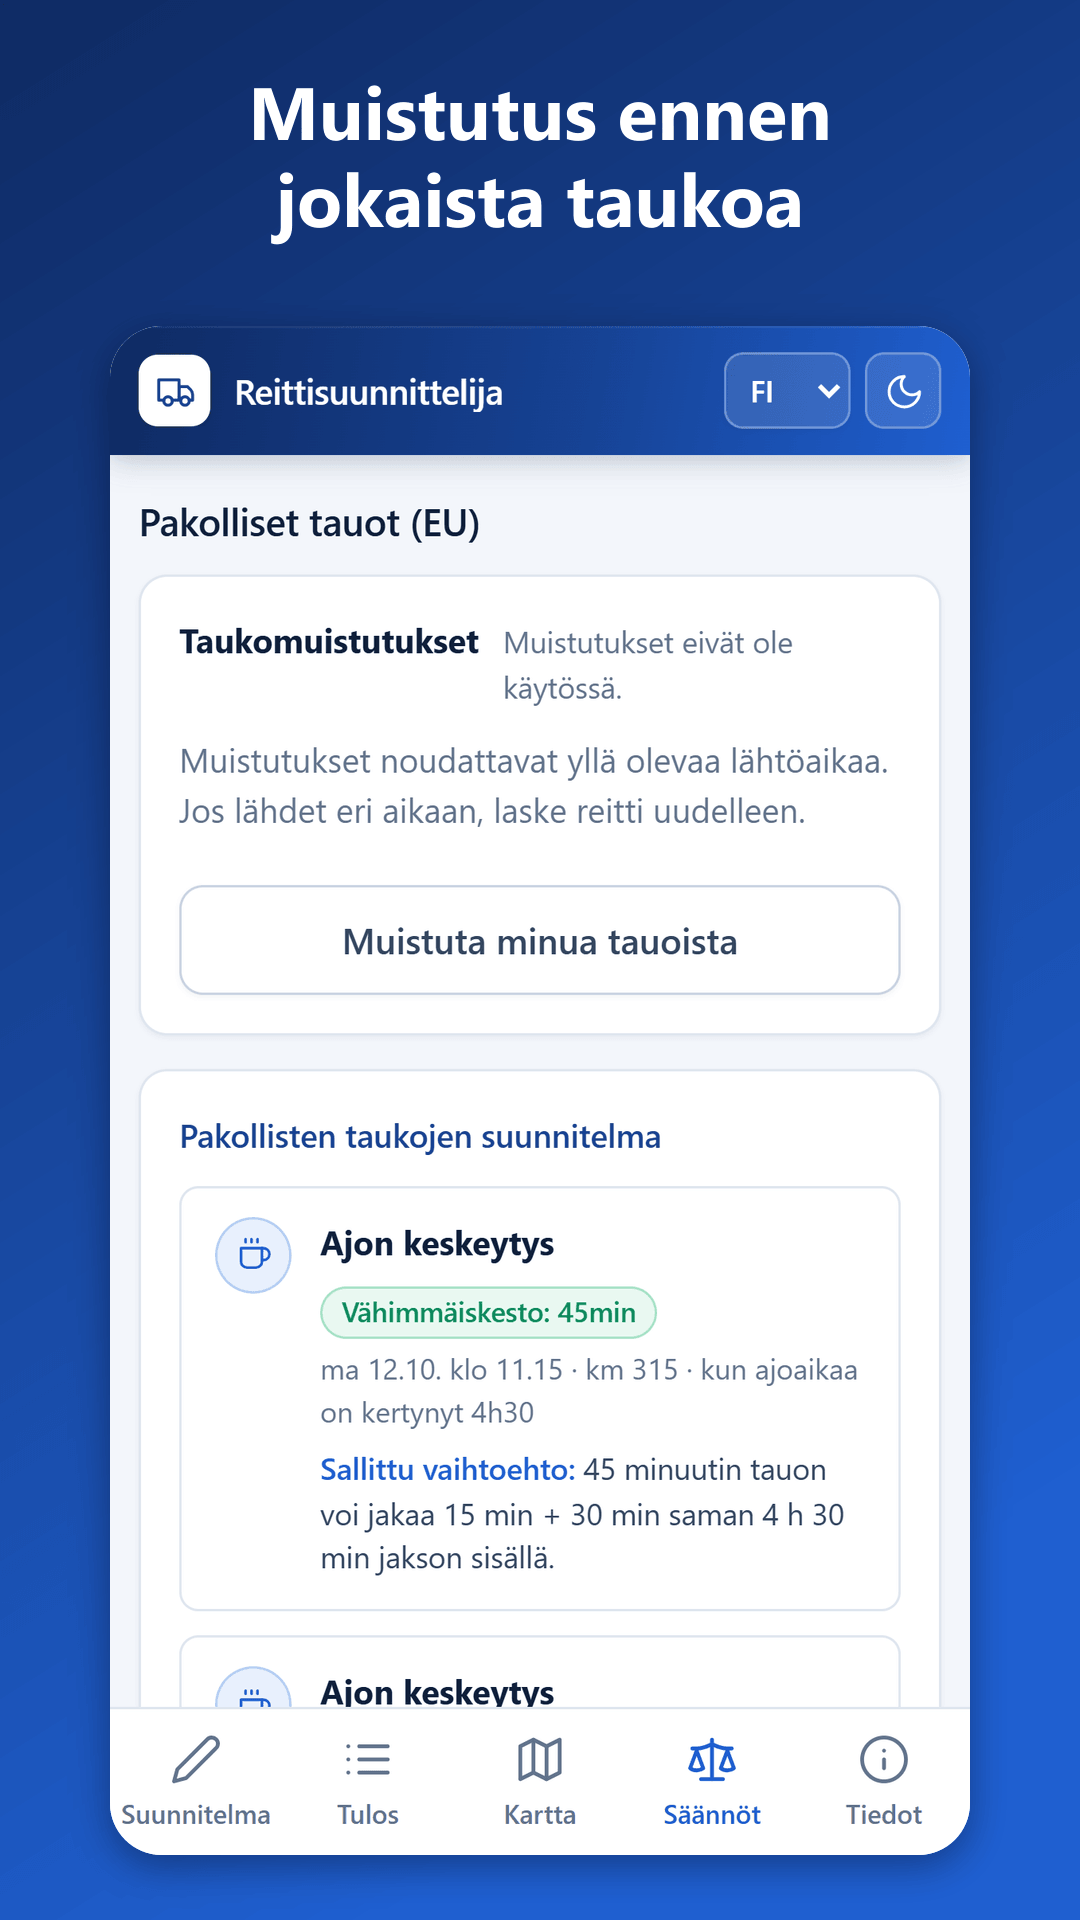 Muistutus ennen
jokaista taukoa
Reittisuunnittelija
FI
Pakolliset tauot (EU)
Taukomuistutukset
Muistutukset eivät ole
käytössä.
Muistutukset noudattavat yllä olevaa lähtöaikaa.
Jos lähdet eri aikaan, laske reitti uudelleen.
Muistuta minua tauoista
Pakollisten taukojen suunnitelma
Ajon keskeytys
Vähimmäiskesto: 45min
ma 12.10. klo 11.15 · km 315 · kun ajoaikaa
on kertynyt 4h30
Sallittu vaihtoehto: 45 minuutin tauon
voi jakaa 15 min + 30 min saman 4 h 30
min jakson sisällä.
Ajon keskeytys
Suunnitelma
Tulos
Kartta
Säännöt
Tiedot